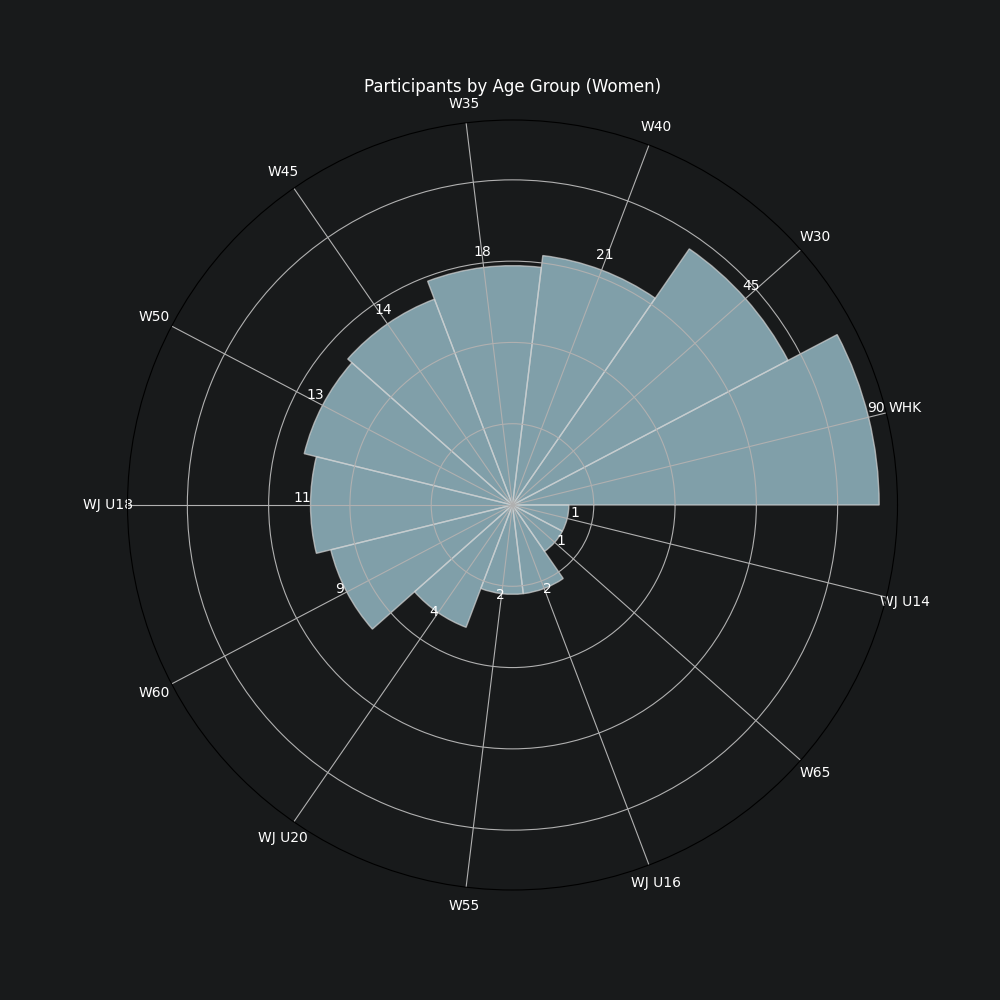 Participants by Age Group (Women)
W35
W40
W45
W30
18
21
45
14
W50
13
90 WHK
WJ U18
11
1
1
9
2
2
4
WJ U14
W60
W65
WJ U20
WJ U16
W55